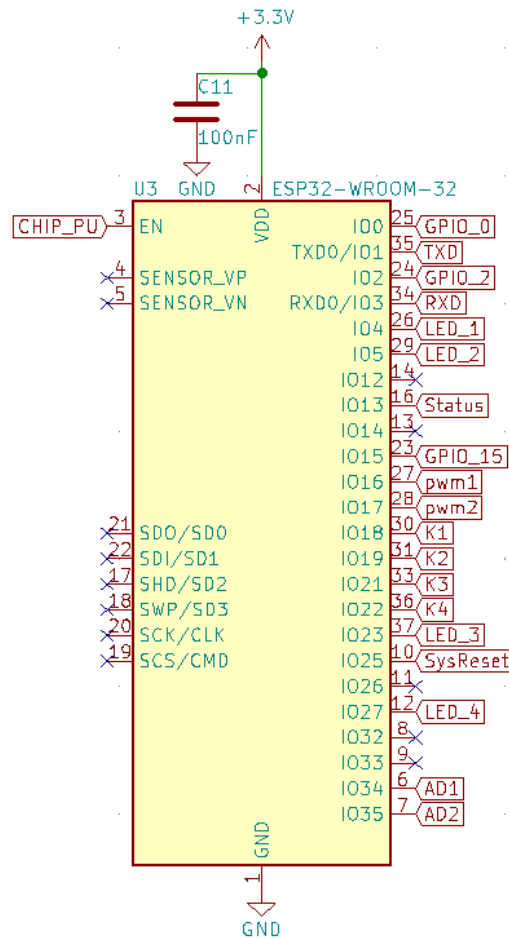 +3.3V
C11
100nF
GND
U3
ESP32-WROOM-32
2
VDD
CHIP_PU 3 EN
4 SENSOR_VP
5 SENSOR_VN
21 SDO/SD0
22 SDI/SD1
17 SHD/SD2
18 SWP/SD3
20 SCK/CLK
19 SCS/CMD
IO0 25 GPIO_0
TXD0/IO1 35 TXD
IO2 24 GPIO_2
RXD0/IO3 34 RXD
IO4 26 LED_1
IO5 29 LED_2
IO12 14
IO13 16 Status
IO14 13
IO15 23 GPIO_15
IO16 27 pwm1
IO17 28 pwm2
IO18 30 K1
IO19 31 K2
IO21 33 K3
IO22 36 K4
IO23 37 LED_3
IO25 10 SysReset
IO26 11
IO27 12 LED_4
IO32 8
IO33 9
IO34 6 AD1
IO35 7 AD2
GND
1
GND